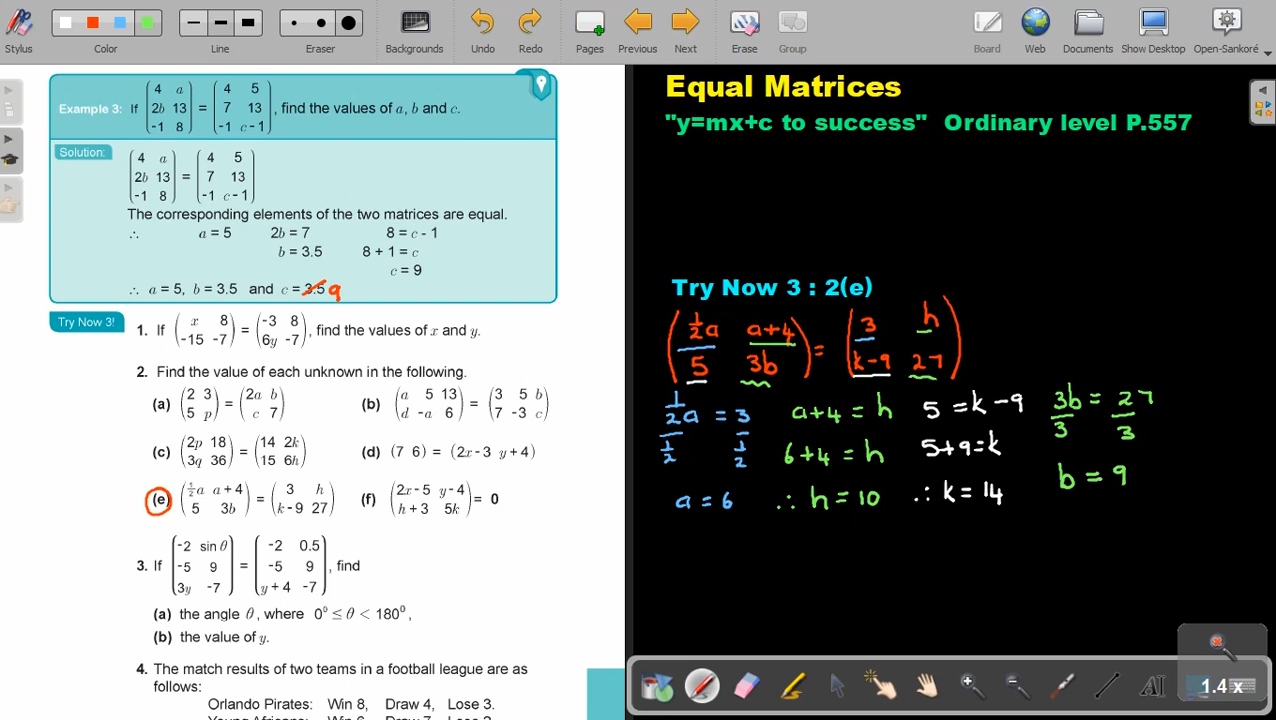 Stylus Color Line Eraser Backgrounds Undo Redo Pages Previous Next Erase Group Board Web Documents Show Desktop Open-Sankoré
Example 3: If (4 a; 2b 13; -1 8) = (4 5; 7 13; -1 c - 1), find the values of a, b and c.
Solution:
(4 a; 2b 13; -1 8) = (4 5; 7 13; -1 c - 1)
The corresponding elements of the two matrices are equal.
∴ a = 5 2b = 7 8 = c - 1
b = 3.5 8 + 1 = c
c = 9
∴ a = 5, b = 3.5 and c = 3.5 9
Try Now 3!
1. If (x 8; -15 -7) = (-3 8; 6y -7), find the values of x and y.
2. Find the value of each unknown in the following.
(a) (2 3; 5 p) = (2a b; c 7) (b) (a 5 13; d -a 6) = (3 5 b; 7 -3 c)
(c) (2p 18; 3q 36) = (14 2k; 15 6h) (d) (7 6) = (2x - 3 y + 4)
(e) (½a a + 4; 5 3b) = (3 h; k - 9 27) (f) (2x - 5 y - 4; h + 3 5k) = 0
3. If (-2 sin θ; -5 9; 3y -7) = (-2 0.5; -5 9; y + 4 -7), find
(a) the angle θ, where 0⁰ ≤ θ < 180⁰,
(b) the value of y.
4. The match results of two teams in a football league are as
follows:
Orlando Pirates: Win 8, Draw 4, Lose 3.
Equal Matrices
"y=mx+c to success" Ordinary level P.557
Try Now 3 : 2(e)
(½a a+4; 5 3b) = (3 h; k-9 27)
½a = 3 a+4 = h 5 = k-9 3b = 27
½ ½ 6+4 = h 5+9=k 3 3
a = 6 ∴ h = 10 ∴ k = 14 b = 9
1.4 x